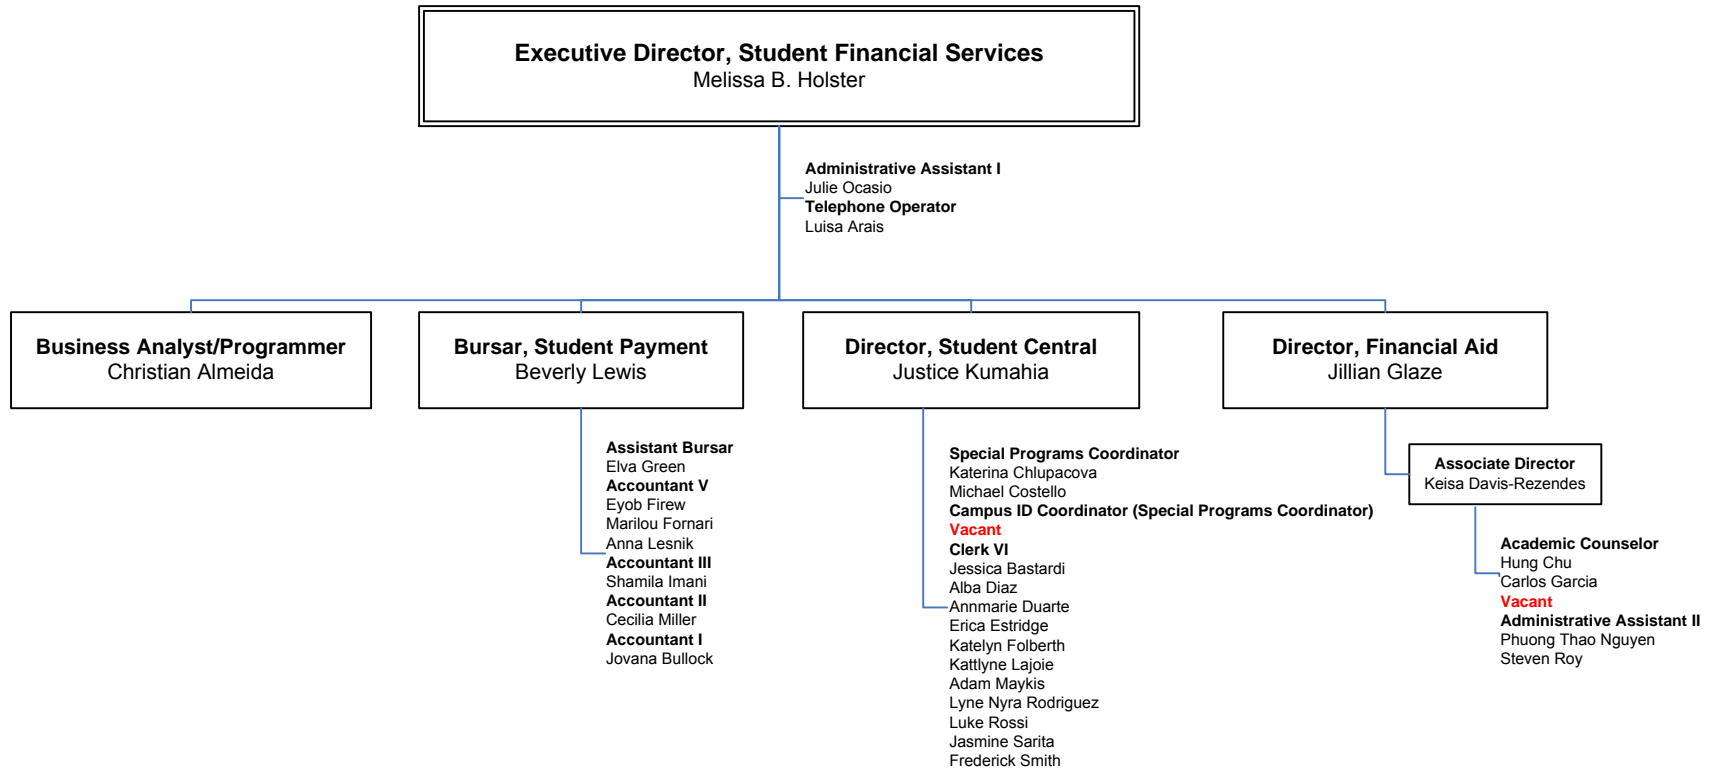 Executive Director, Student Financial Services
Melissa B. Holster
Administrative Assistant I
Julie Ocasio
Telephone Operator
Luisa Arais
Business Analyst/Programmer
Christian Almeida
Bursar, Student Payment
Beverly Lewis
Assistant Bursar
Elva Green
Accountant V
Eyob Firew
Marilou Fornari
Anna Lesnik
Accountant III
Shamila Imani
Accountant II
Cecilia Miller
Accountant I
Jovana Bullock
Director, Student Central
Justice Kumahia
Special Programs Coordinator
Katerina Chlupacova
Michael Costello
Campus ID Coordinator (Special Programs Coordinator)
Vacant
Clerk VI
Jessica Bastardi
Alba Diaz
Annmarie Duarte
Erica Estridge
Katelyn Folberth
Kattlyne Lajoie
Adam Maykis
Lyne Nyra Rodriguez
Luke Rossi
Jasmine Sarita
Frederick Smith
Director, Financial Aid
Jillian Glaze
Associate Director
Keisa Davis-Rezendes
Academic Counselor
Hung Chu
Carlos Garcia
Vacant
Administrative Assistant II
Phuong Thao Nguyen
Steven Roy